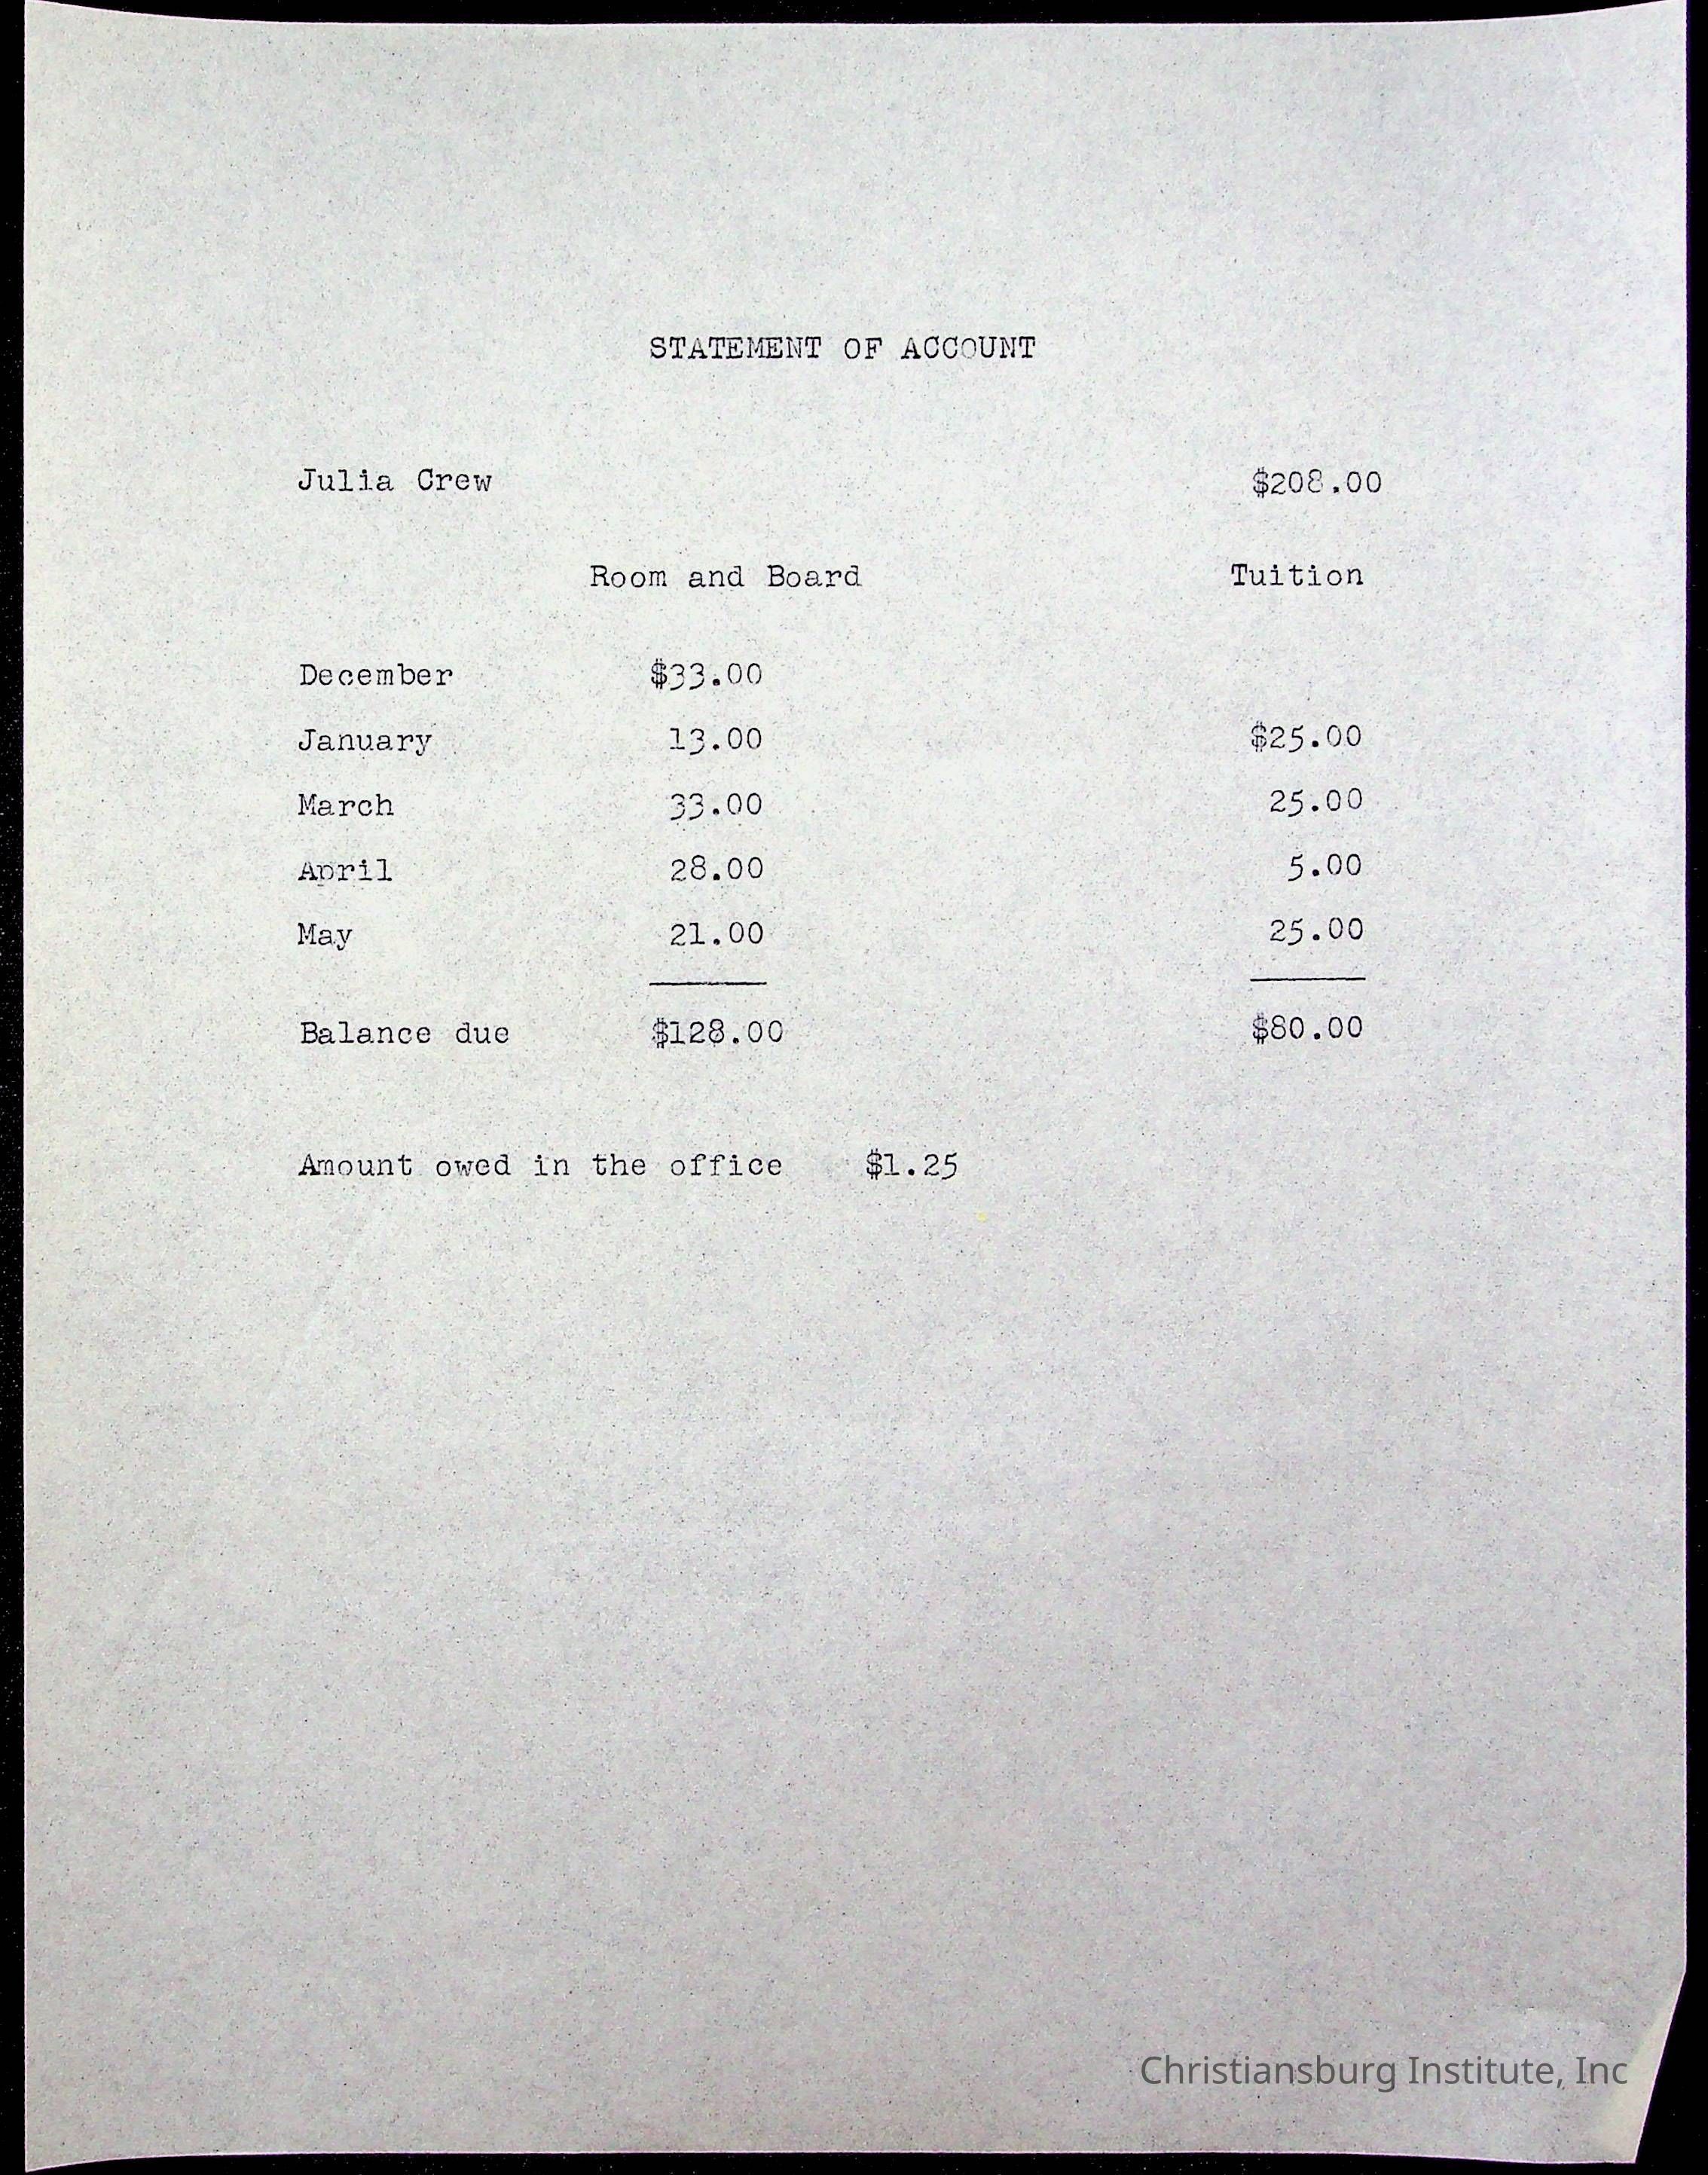 STATEMENT OF ACCOUNT
Julia Crew $208.00
Room and Board Tuition
December $33.00
January 13.00 $25.00
March 33.00 25.00
April 28.00 5.00
May 21.00 25.00
Balance due $128.00 $80.00
Amount owed in the office $1.25
Christiansburg Institute, Inc